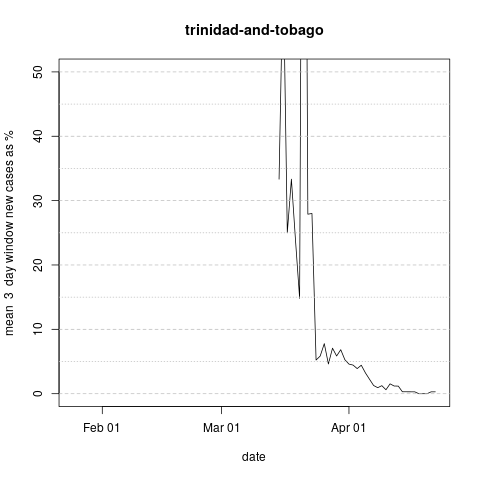 trinidad-and-tobago
mean 3 day window new cases as %
50
40
30
20
10
0
Feb 01
Mar 01
Apr 01
date